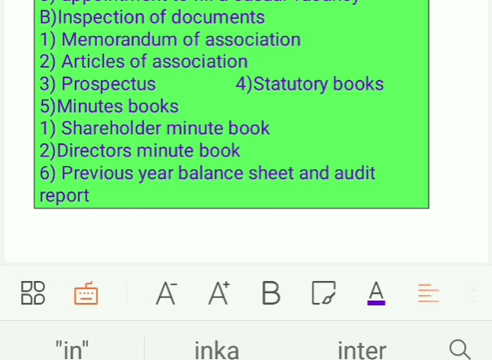 B)Inspection of documents
1) Memorandum of association
2) Articles of association
3) Prospectus 4)Statutory books
5)Minutes books
1) Shareholder minute book
2)Directors minute book
6) Previous year balance sheet and audit
report
A- A+ B A
"in" inka inter